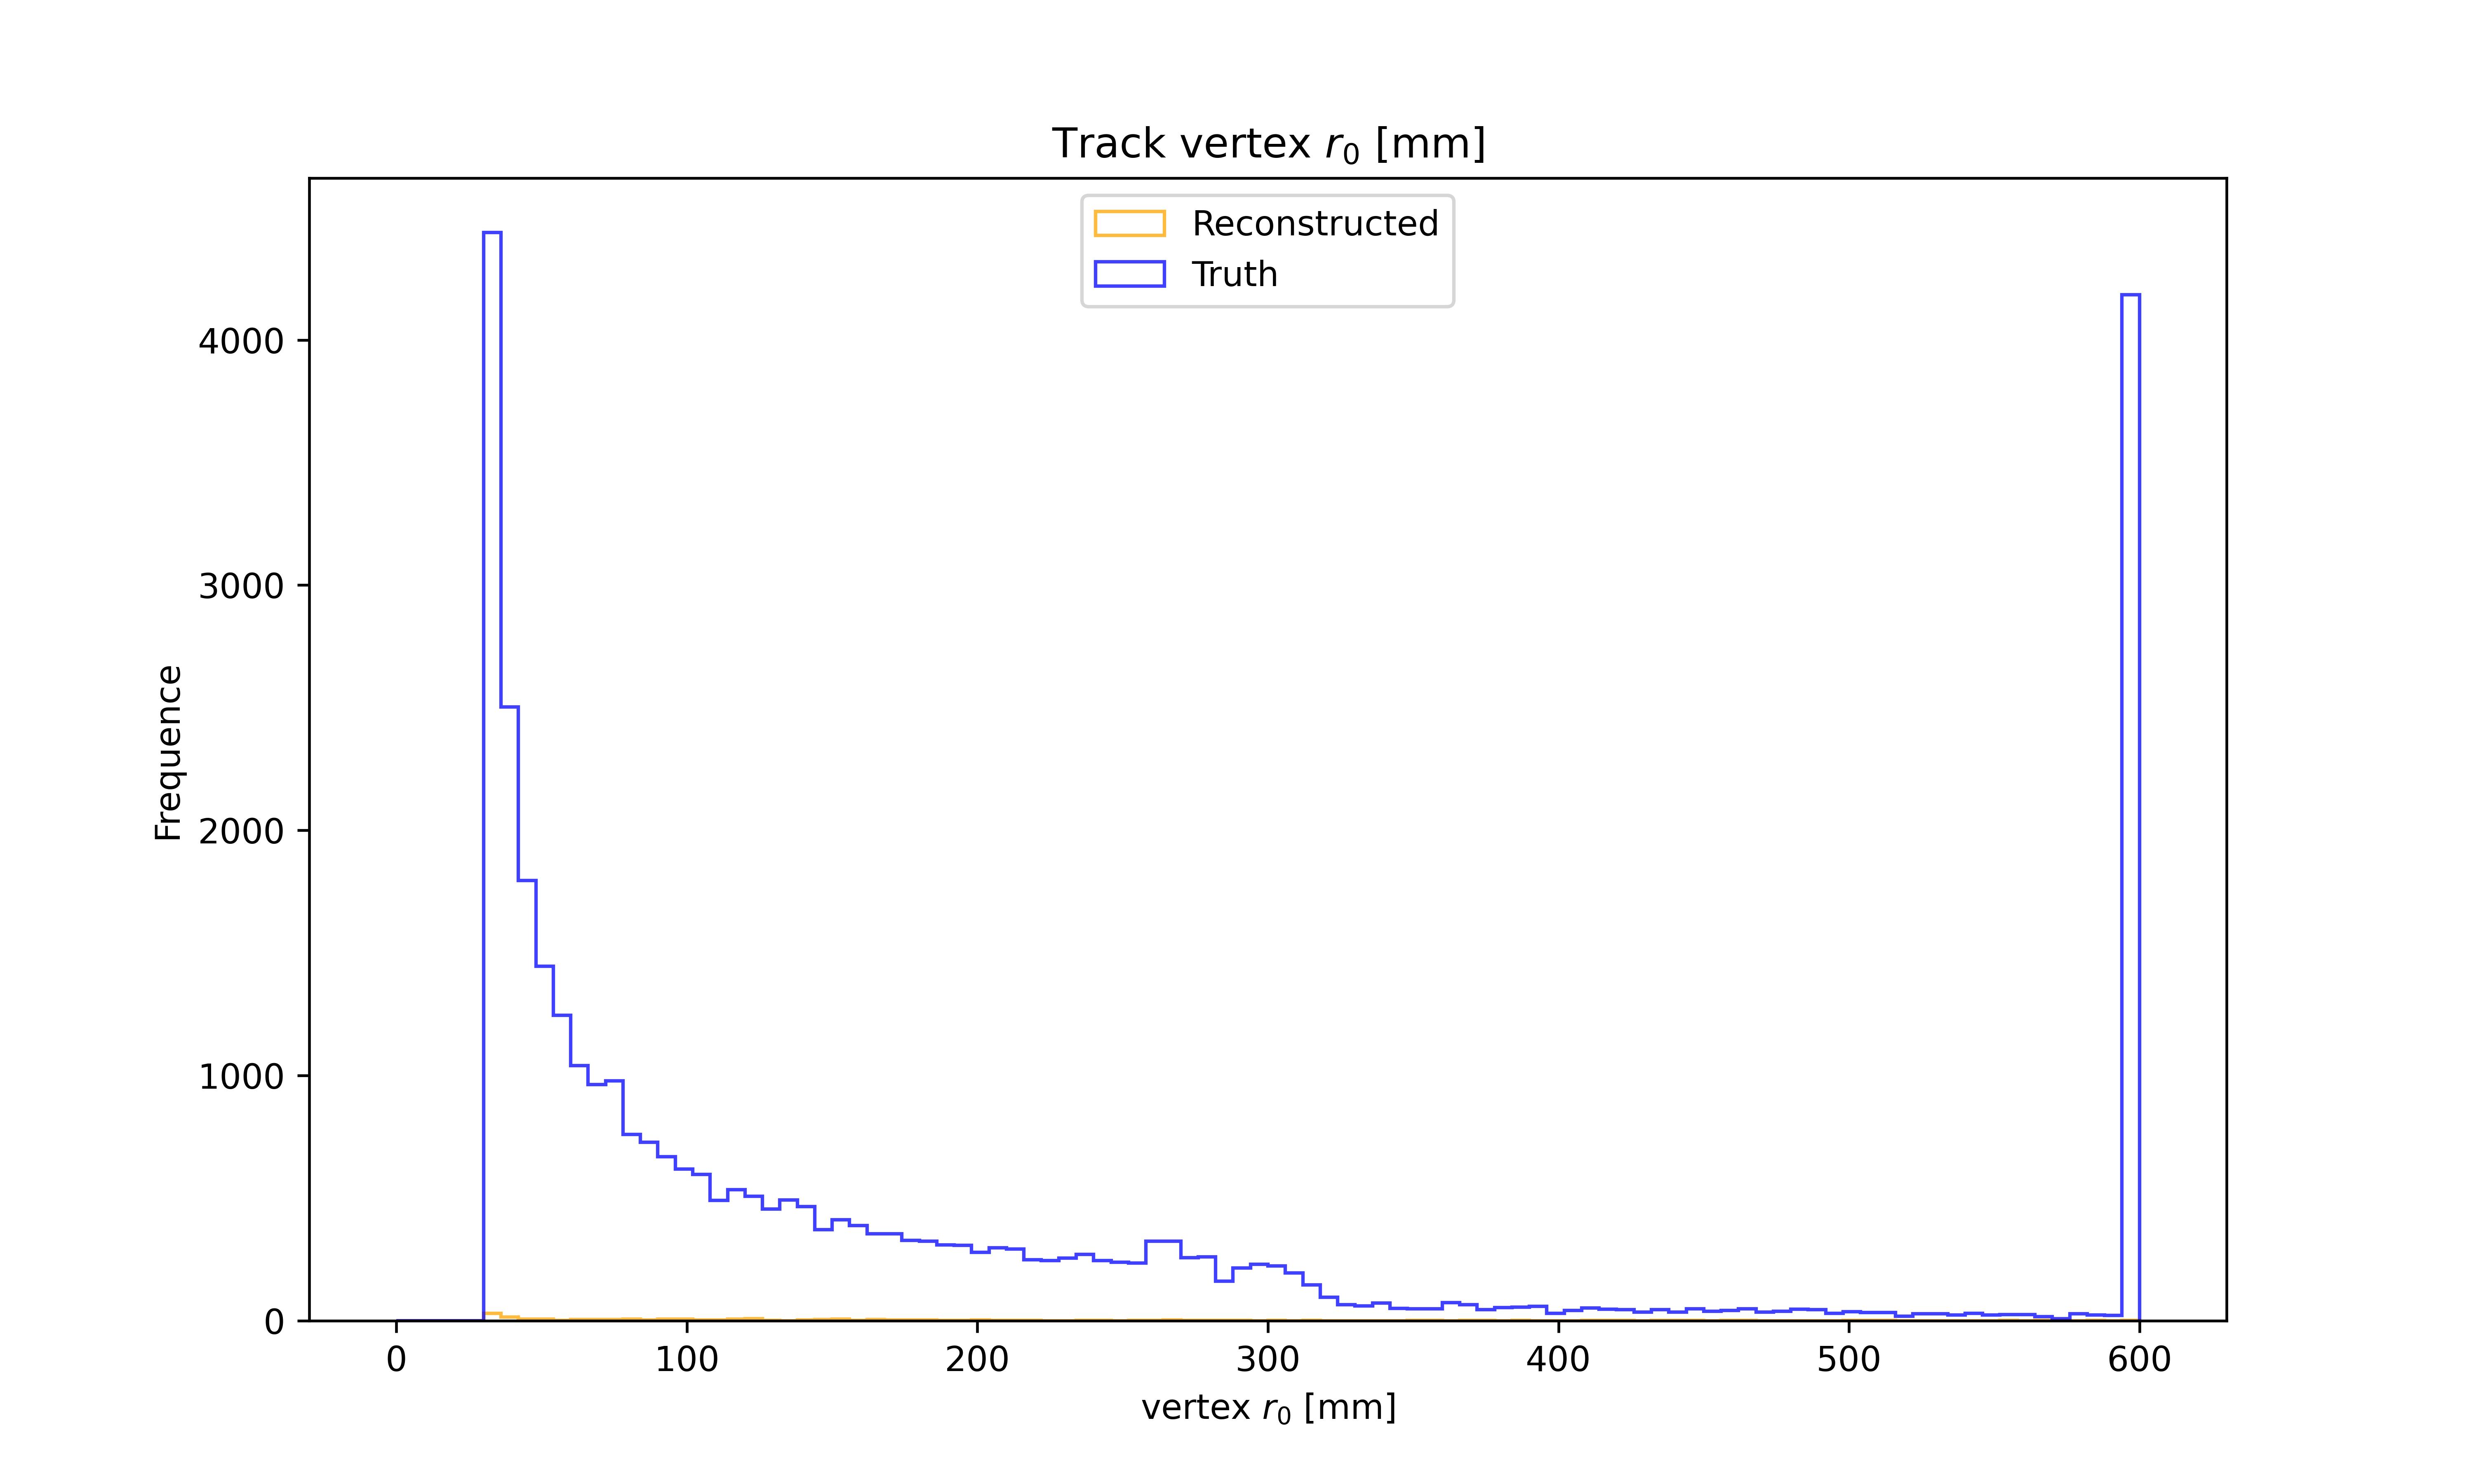 Track vertex r₀ [mm]
Reconstructed
Truth
4000
3000
2000
1000
0
Frequence
0 100 200 300 400 500 600
vertex r₀ [mm]